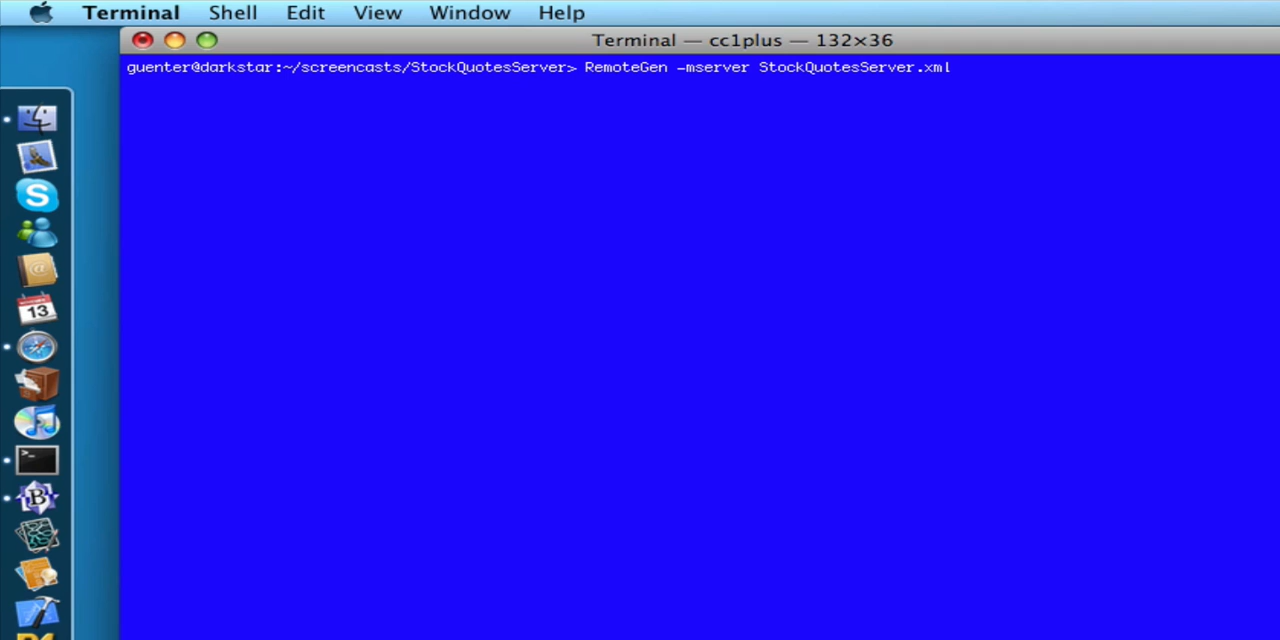 Terminal Shell Edit View Window Help
Terminal — cc1plus — 132×36
guenter@darkstar:~/screencasts/StockQuotesServer> RemoteGen -mserver StockQuotesServer.xml
S
@
13
>_
B